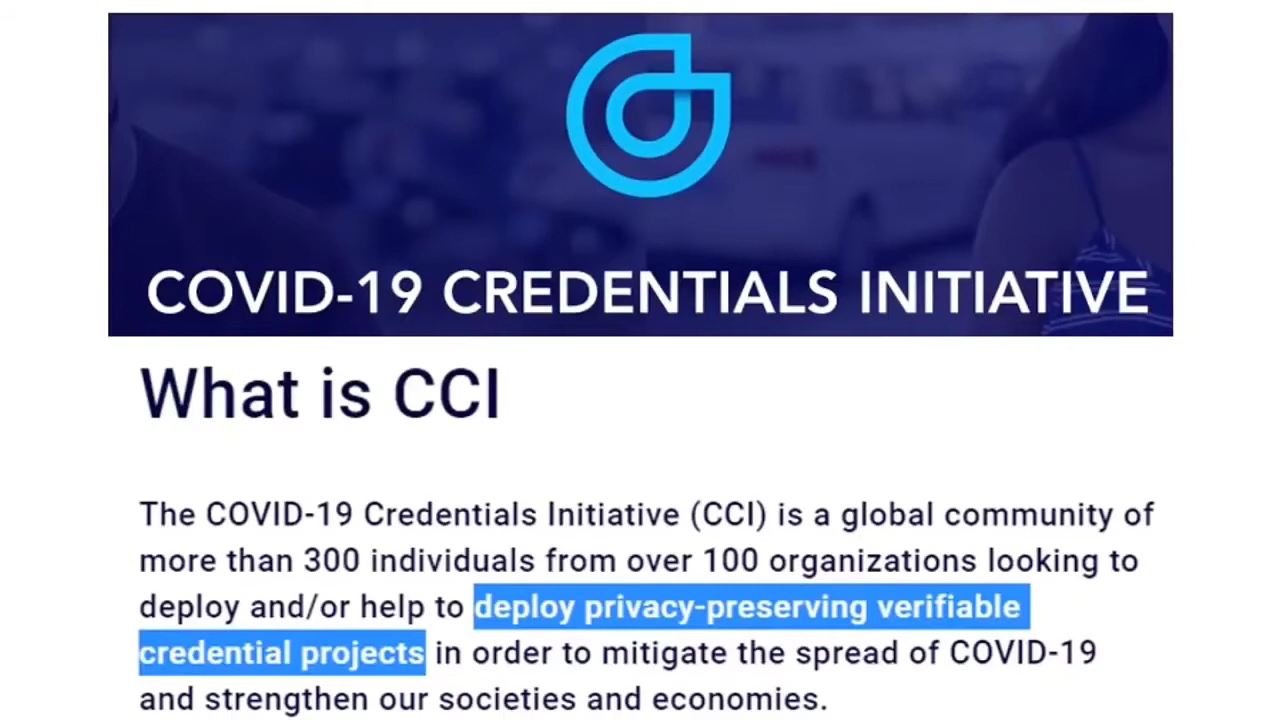 COVID-19 CREDENTIALS INITIATIVE
What is CCI
The COVID-19 Credentials Initiative (CCI) is a global community of
more than 300 individuals from over 100 organizations looking to
deploy and/or help to deploy privacy-preserving verifiable
credential projects in order to mitigate the spread of COVID-19
and strengthen our societies and economies.